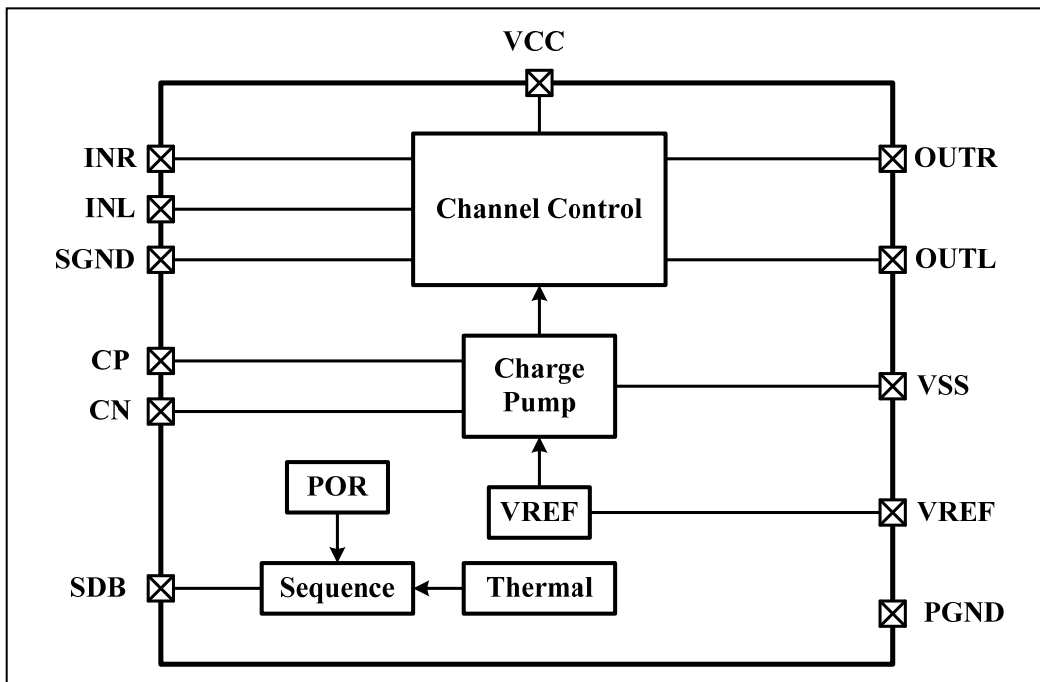 VCC
INR
OUTR
INL
Channel Control
SGND
OUTL
CP
Charge
Pump
VSS
CN
POR
VREF
VREF
SDB
Sequence
Thermal
PGND